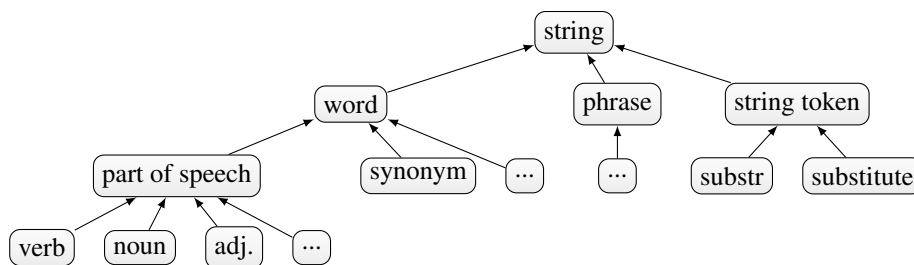 string
word
phrase
string token
part of speech
synonym
...
...
substr
substitute
verb
noun
adj.
...